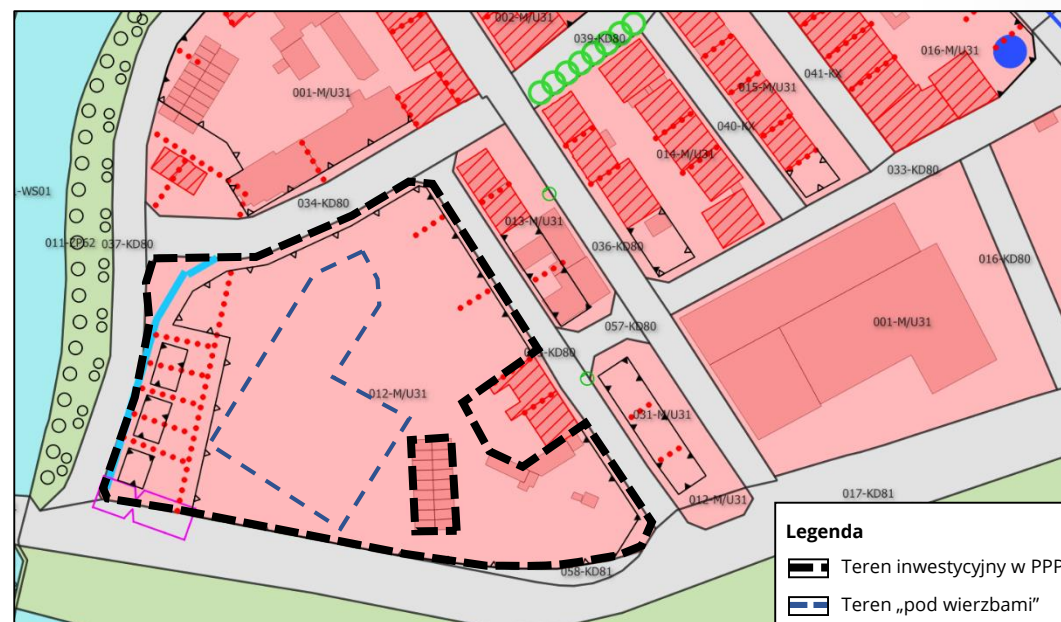 002-M/U31
039-KD80
016-M/U31
041-KX
001-M/U31
015-M/U31
040-KX
014-M/U31
033-KD80
-WS01
034-KD80
013-M/U31
011-ZP62
037-KD80
036-KD80
016-KD80
057-KD80
001-M/U31
-KD80
012-M/U31
031-M/U31
012-M/U31
017-KD81
058-KD81
Legenda
Teren inwestycyjny w PPP
Teren „pod wierzbami”